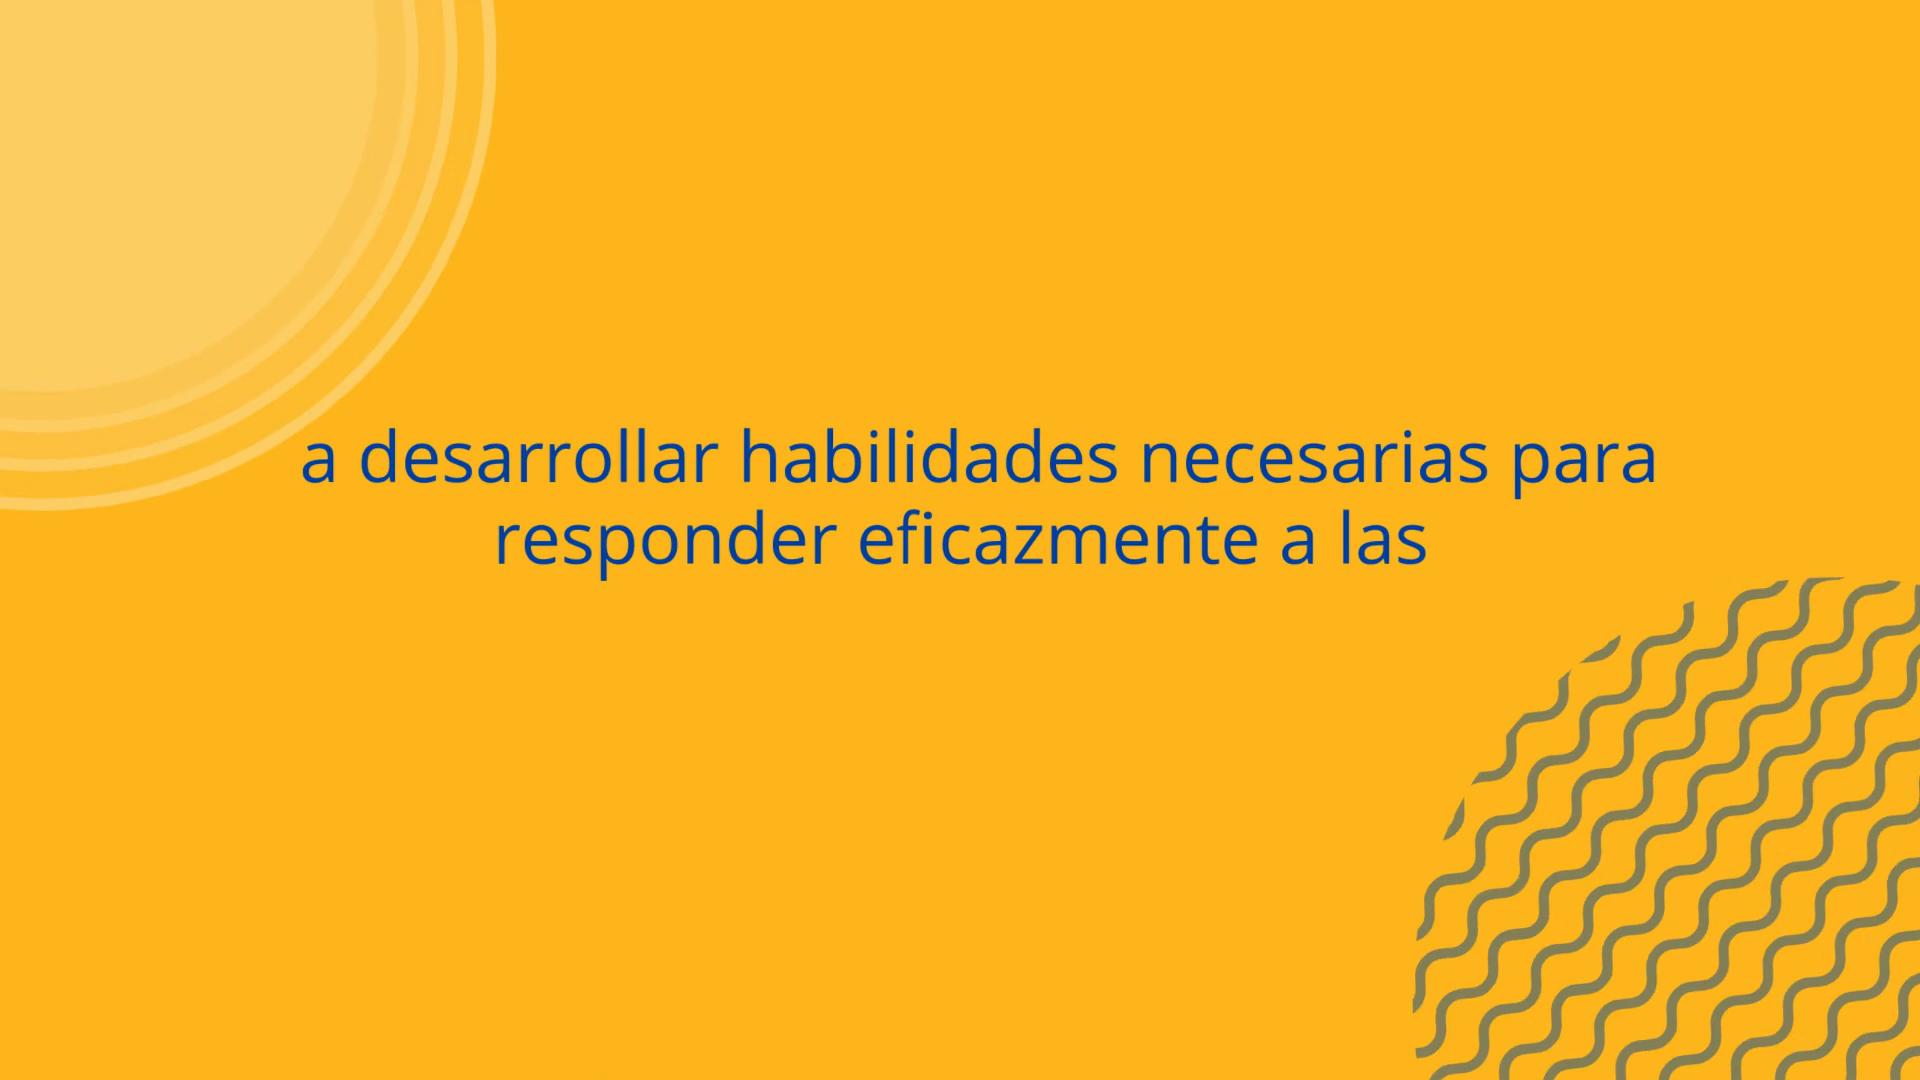 a desarrollar habilidades necesarias para
responder eficazmente a las